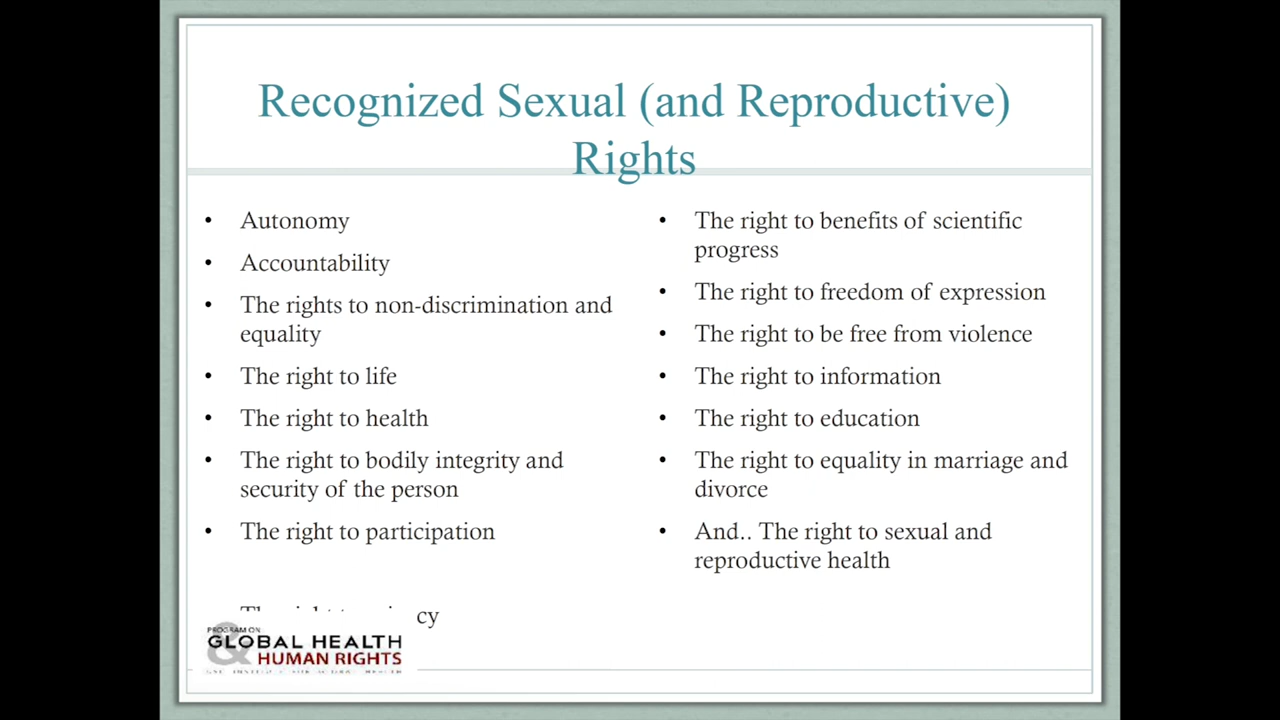 Recognized Sexual (and Reproductive)
Rights
• Autonomy
• Accountability
• The rights to non-discrimination and
equality
• The right to life
• The right to health
• The right to bodily integrity and
security of the person
• The right to participation
cy
• The right to benefits of scientific
progress
• The right to freedom of expression
• The right to be free from violence
• The right to information
• The right to education
• The right to equality in marriage and
divorce
• And.. The right to sexual and
reproductive health
PROGRAM ON
GLOBAL HEALTH
& HUMAN RIGHTS